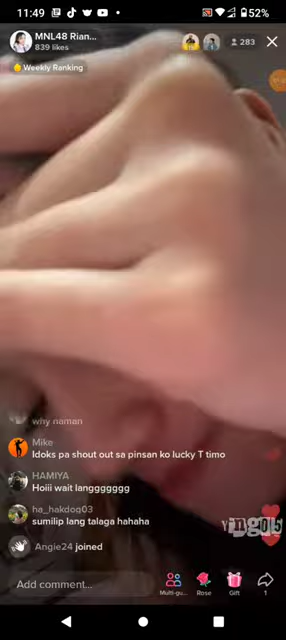 11:49
52%
MNL48 Rian...
839 likes
283
Weekly Ranking
why naman
Mike
Idoks pa shout out sa pinsan ko lucky T timo
HAMIYA
Hoiii wait langggggggg
ha_hakdoq03
sumilip lang talaga hahaha
Angie24 joined
Add comment...
Multi-gu...
Rose
Gift
1